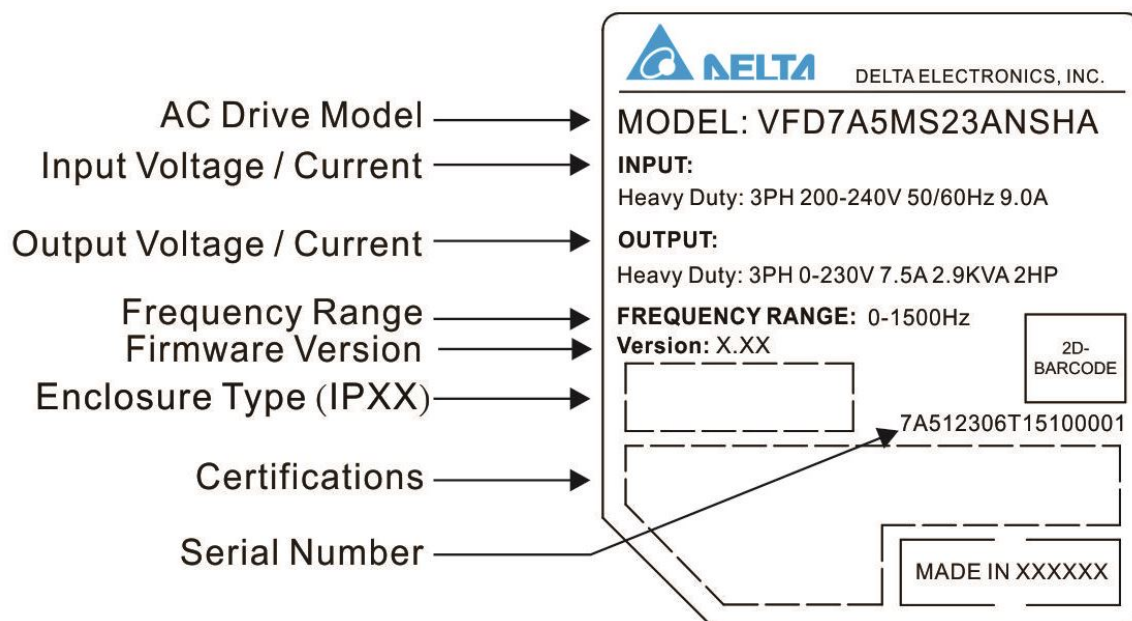 DELTA
DELTA ELECTRONICS, INC.
AC Drive Model
MODEL: VFD7A5MS23ANSHA
Input Voltage / Current
INPUT:
Heavy Duty: 3PH 200-240V 50/60Hz 9.0A
Output Voltage / Current
OUTPUT:
Heavy Duty: 3PH 0-230V 7.5A 2.9KVA 2HP
Frequency Range
FREQUENCY RANGE: 0-1500Hz
Firmware Version
Version: X.XX
2D-
BARCODE
Enclosure Type (IPXX)
7A512306T15100001
Certifications
Serial Number
MADE IN XXXXXX